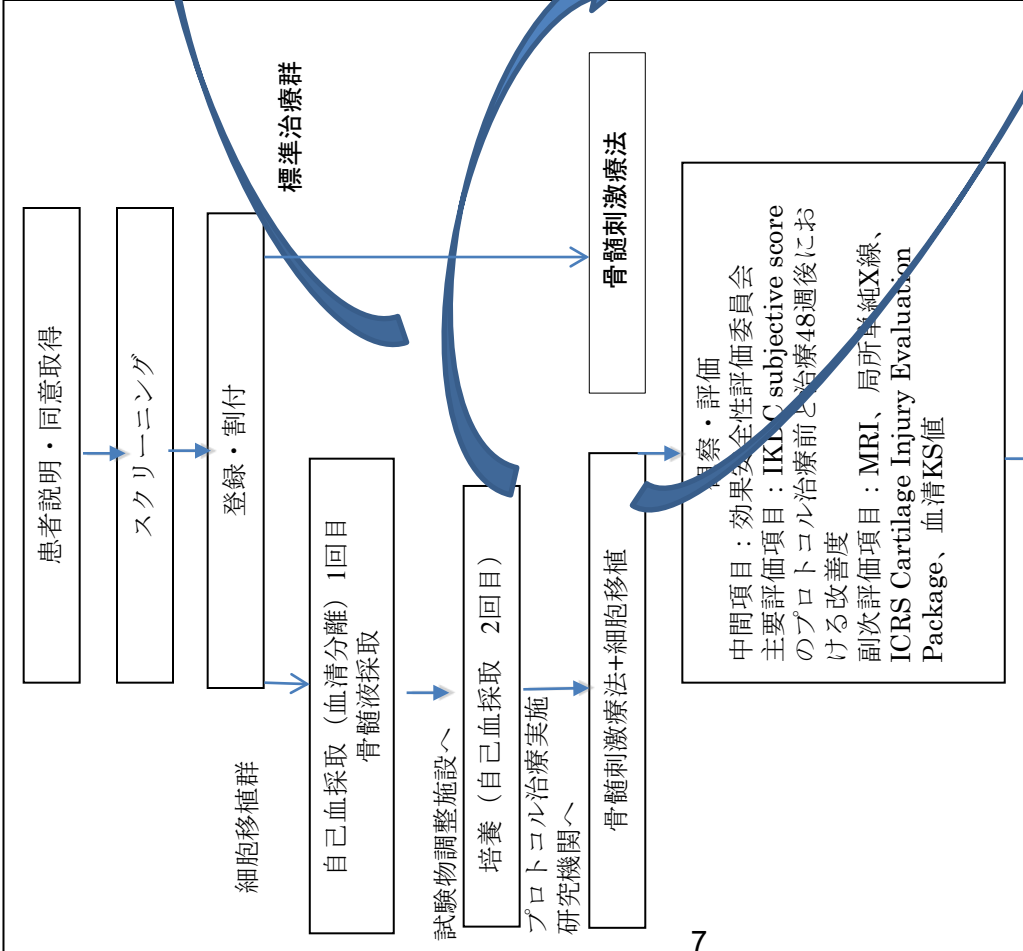 患者説明・同意取得
スクリーニング
登録・割付
標準治療群
細胞移植群
自己血採取（血清分離）1回目
骨髄液採取
試験物調整施設へ
培養（自己血採取 2回目）
プロトコル治療実施
研究機関へ
骨髄刺激療法+細胞移植
骨髄刺激療法
観察・評価
中間項目：効果安全性評価委員会
主要評価項目：IKDC subjective score
のプロトコル治療前と治療48週後にお
ける改善度
副次評価項目：MRI、局所単純X線、
ICRS Cartilage Injury Evaluation
Package、血清KS値
7